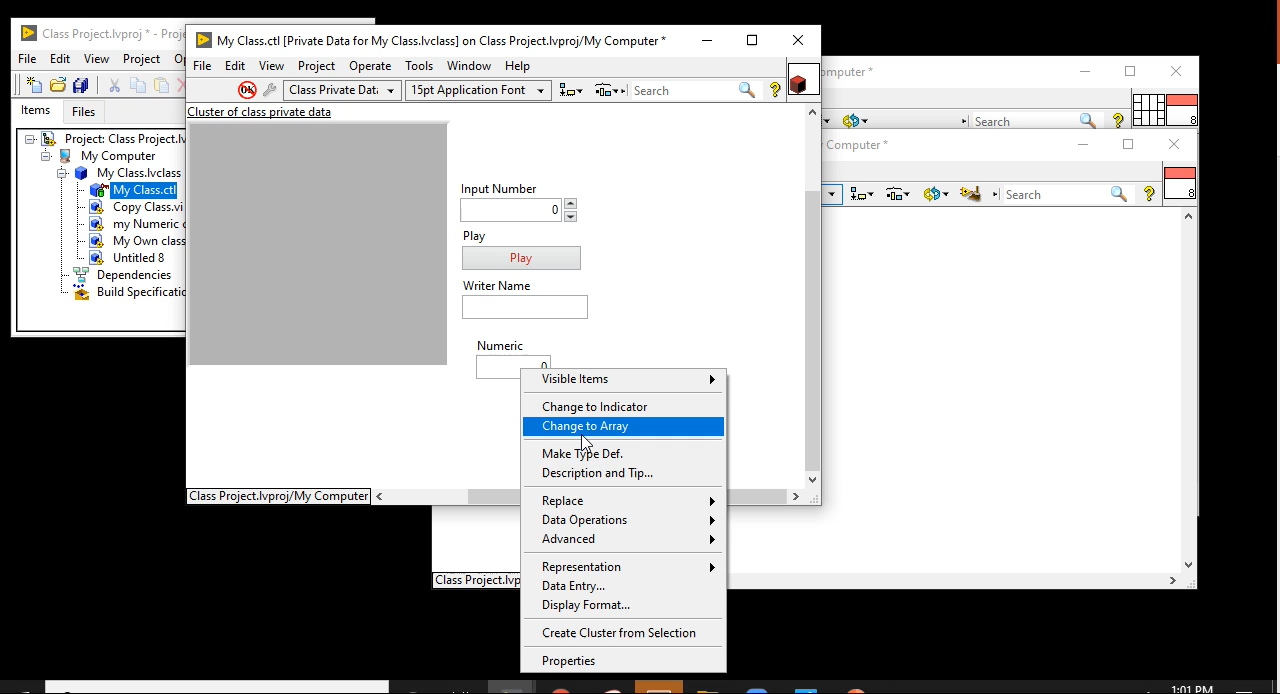 Class Project.lvproj * - Proje
File Edit View Project Op
Items Files
Project: Class Project.lv
My Computer
My Class.lvclass
My Class.ctl
Copy Class.vi
my Numeric c
My Own class
Untitled 8
Dependencies
Build Specificatic
My Class.ctl [Private Data for My Class.lvclass] on Class Project.lvproj/My Computer *
File Edit View Project Operate Tools Window Help
OK Class Private Data 15pt Application Font Search ?
Cluster of class private data
Input Number
0
Play
Play
Writer Name
Numeric
0
Class Project.lvproj/My Computer
Visible Items
Change to Indicator
Change to Array
Make Type Def.
Description and Tip...
Replace
Data Operations
Advanced
Representation
Data Entry...
Display Format...
Create Cluster from Selection
Properties
omputer *
Search ? 8
Computer *
Search ? 8
Class Project.lvp
1:01 PM